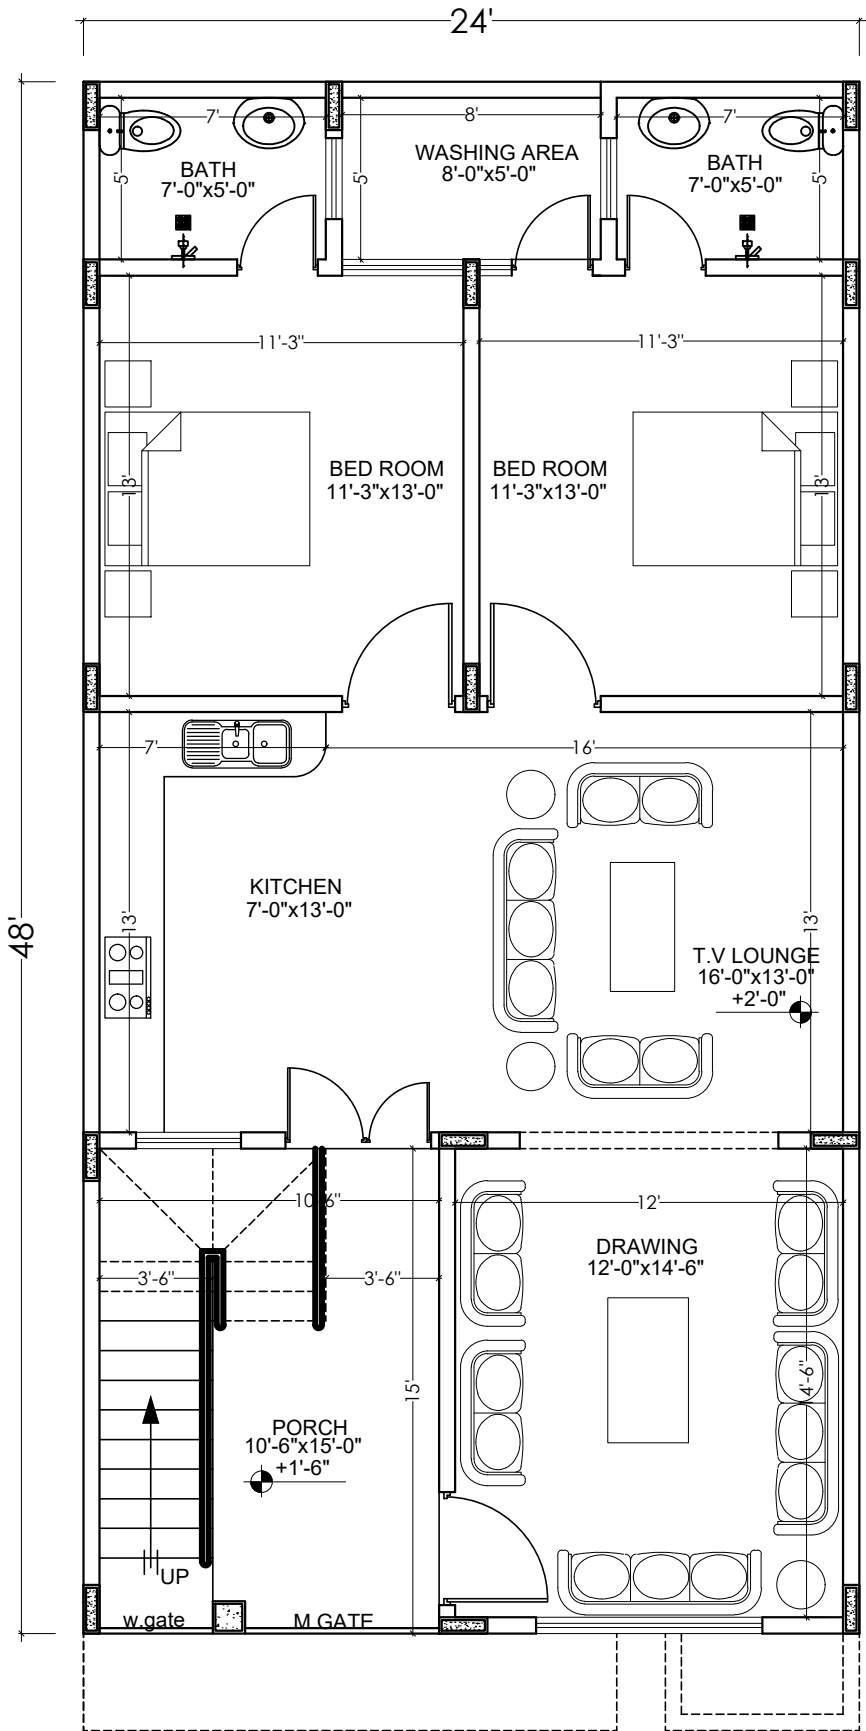 24'
48'
7'
8'
7'
5'
BATH
7'-0"x5'-0"
5'
WASHING AREA
8'-0"x5'-0"
BATH
7'-0"x5'-0"
5'
11'-3"
11'-3"
13'
BED ROOM
11'-3"x13'-0"
BED ROOM
11'-3"x13'-0"
13'
7'
16'
KITCHEN
7'-0"x13'-0"
13'
13'
T.V LOUNGE
16'-0"x13'-0"
+2'-0"
10'-6"
12'
3'-6"
3'-6"
DRAWING
12'-0"x14'-6"
15'
4'-6"
PORCH
10'-6"x15'-0"
+1'-6"
UP
w.gate
M GATE